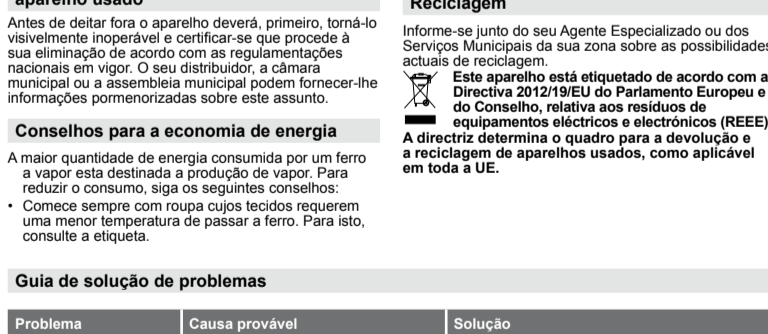 aparelho usado
Antes de deitar fora o aparelho deverá, primeiro, torná-lo
visivelmente inoperável e certificar-se que procede à
sua eliminação de acordo com as regulamentações
nacionais em vigor. O seu distribuidor, a câmara
municipal ou a assembleia municipal podem fornecer-lhe
informações pormenorizadas sobre este assunto.
Conselhos para a economia de energia
A maior quantidade de energia consumida por um ferro
a vapor esta destinada a produção de vapor. Para
reduzir o consumo, siga os seguintes conselhos:
• Comece sempre com roupa cujos tecidos requerem
uma menor temperatura de passar a ferro. Para isto,
consulte a etiqueta.
Reciclagem
Informe-se junto do seu Agente Especializado ou dos
Serviços Municipais da sua zona sobre as possibilidades
actuais de reciclagem.
Este aparelho está etiquetado de acordo com a
Directiva 2012/19/EU do Parlamento Europeu e
do Conselho, relativa aos resíduos de
equipamentos eléctricos e electrónicos (REEE)
A directriz determina o quadro para a devolução e
a reciclagem de aparelhos usados, como aplicável
em toda a UE.
Guia de solução de problemas
Problema Causa provável Solução